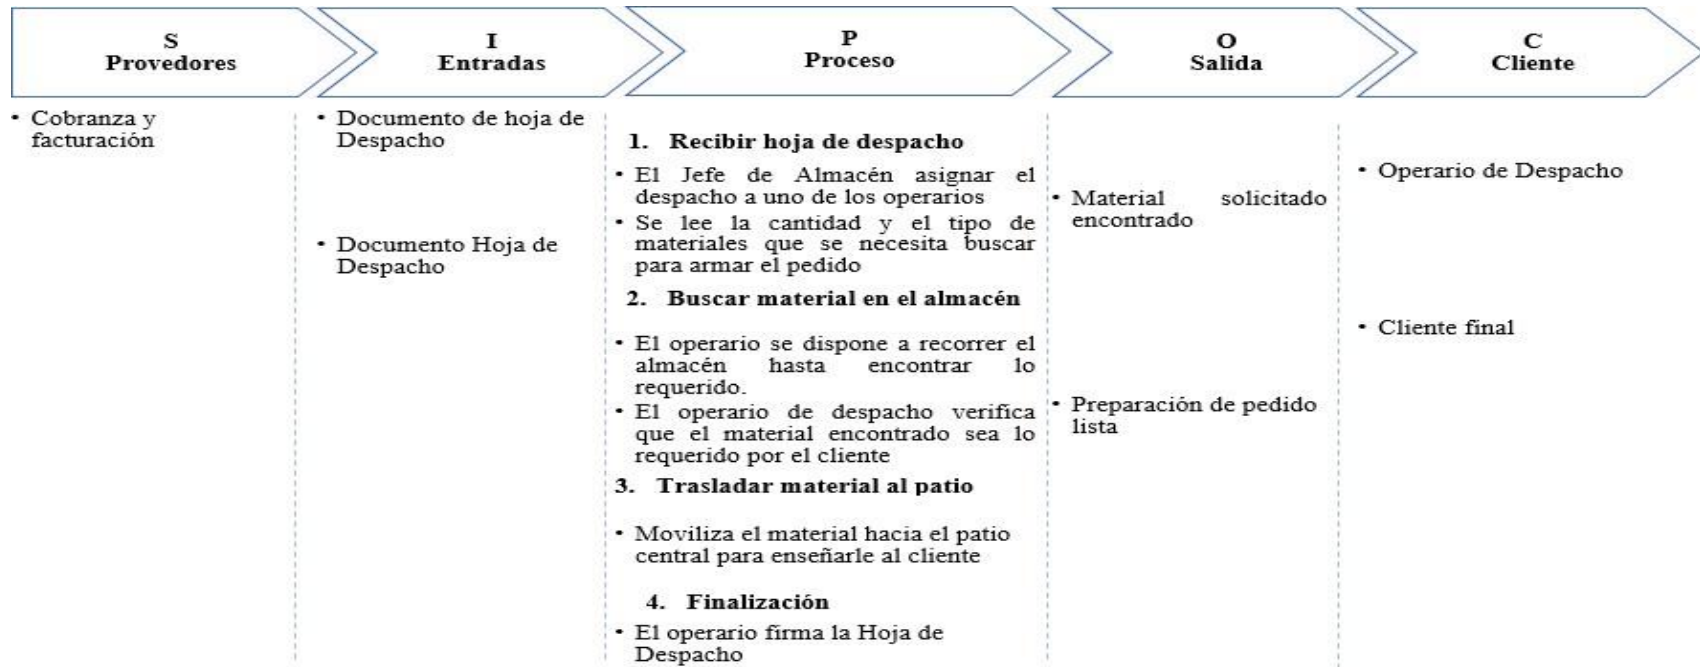 S
Provedores
I
Entradas
P
Proceso
O
Salida
C
Cliente
• Cobranza y
facturación
• Documento de hoja de
Despacho
• Documento Hoja de
Despacho
1. Recibir hoja de despacho
• El Jefe de Almacén asignar el
despacho a uno de los operarios
• Se lee la cantidad y el tipo de
materiales que se necesita buscar
para armar el pedido
2. Buscar material en el almacén
• El operario se dispone a recorrer el
almacén hasta encontrar lo
requerido.
• El operario de despacho verifica
que el material encontrado sea lo
requerido por el cliente
3. Trasladar material al patio
• Moviliza el material hacia el patio
central para enseñarle al cliente
4. Finalización
• El operario firma la Hoja de
Despacho
• Material solicitado
encontrado
• Preparación de pedido
lista
• Operario de Despacho
• Cliente final